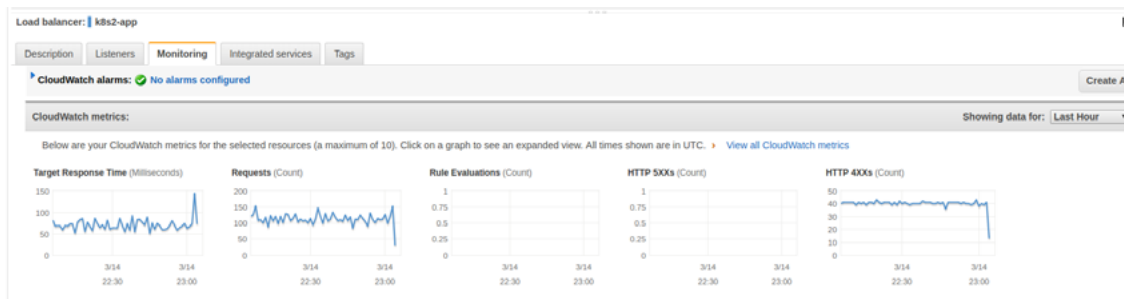 Load balancer: k8s2-app
Description Listeners Monitoring Integrated services Tags
CloudWatch alarms: No alarms configured
Create A
CloudWatch metrics:
Showing data for: Last Hour
Below are your CloudWatch metrics for the selected resources (a maximum of 10). Click on a graph to see an expanded view. All times shown are in UTC. › View all CloudWatch metrics
Target Response Time (Milliseconds)
150
100
50
0
3/14 3/14
22:30 23:00
Requests (Count)
200
150
100
50
0
3/14 3/14
22:30 23:00
Rule Evaluations (Count)
1
0.75
0.5
0.25
0
3/14 3/14
22:30 23:00
HTTP 5XXs (Count)
1
0.75
0.5
0.25
0
3/14 3/14
22:30 23:00
HTTP 4XXs (Count)
50
40
30
20
10
0
3/14 3/14
22:30 23:00